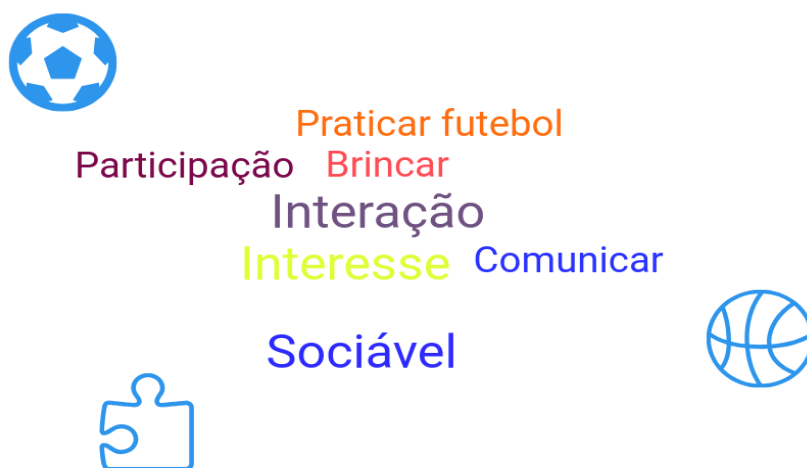 Praticar futebol
Participação Brincar
Interação
Interesse Comunicar
Sociável